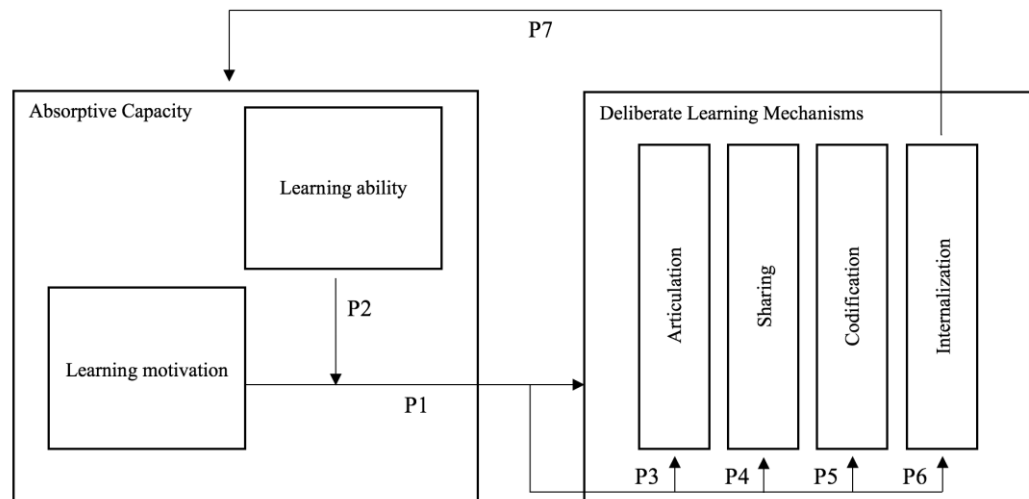 P7
Absorptive Capacity
Learning ability
P2
Learning motivation
P1
Deliberate Learning Mechanisms
Articulation
Sharing
Codification
Internalization
P3
P4
P5
P6